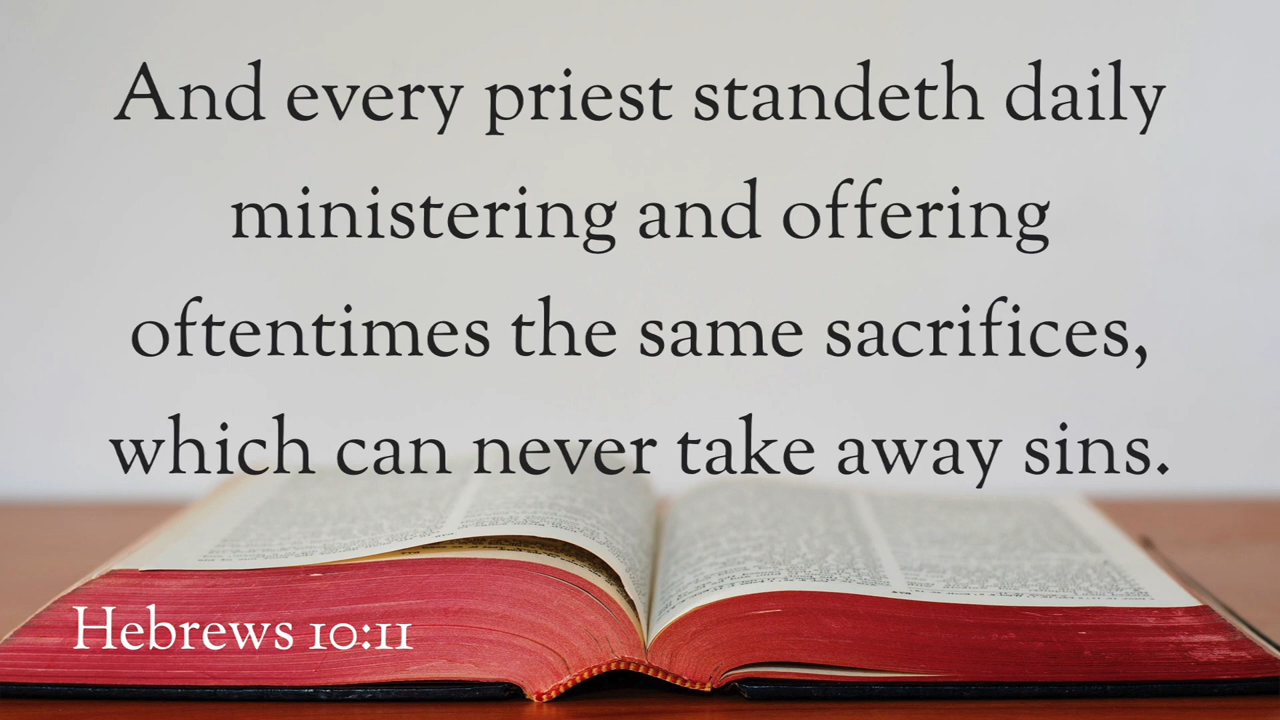 And every priest standeth daily
ministering and offering
oftentimes the same sacrifices,
which can never take away sins.
Hebrews 10:11